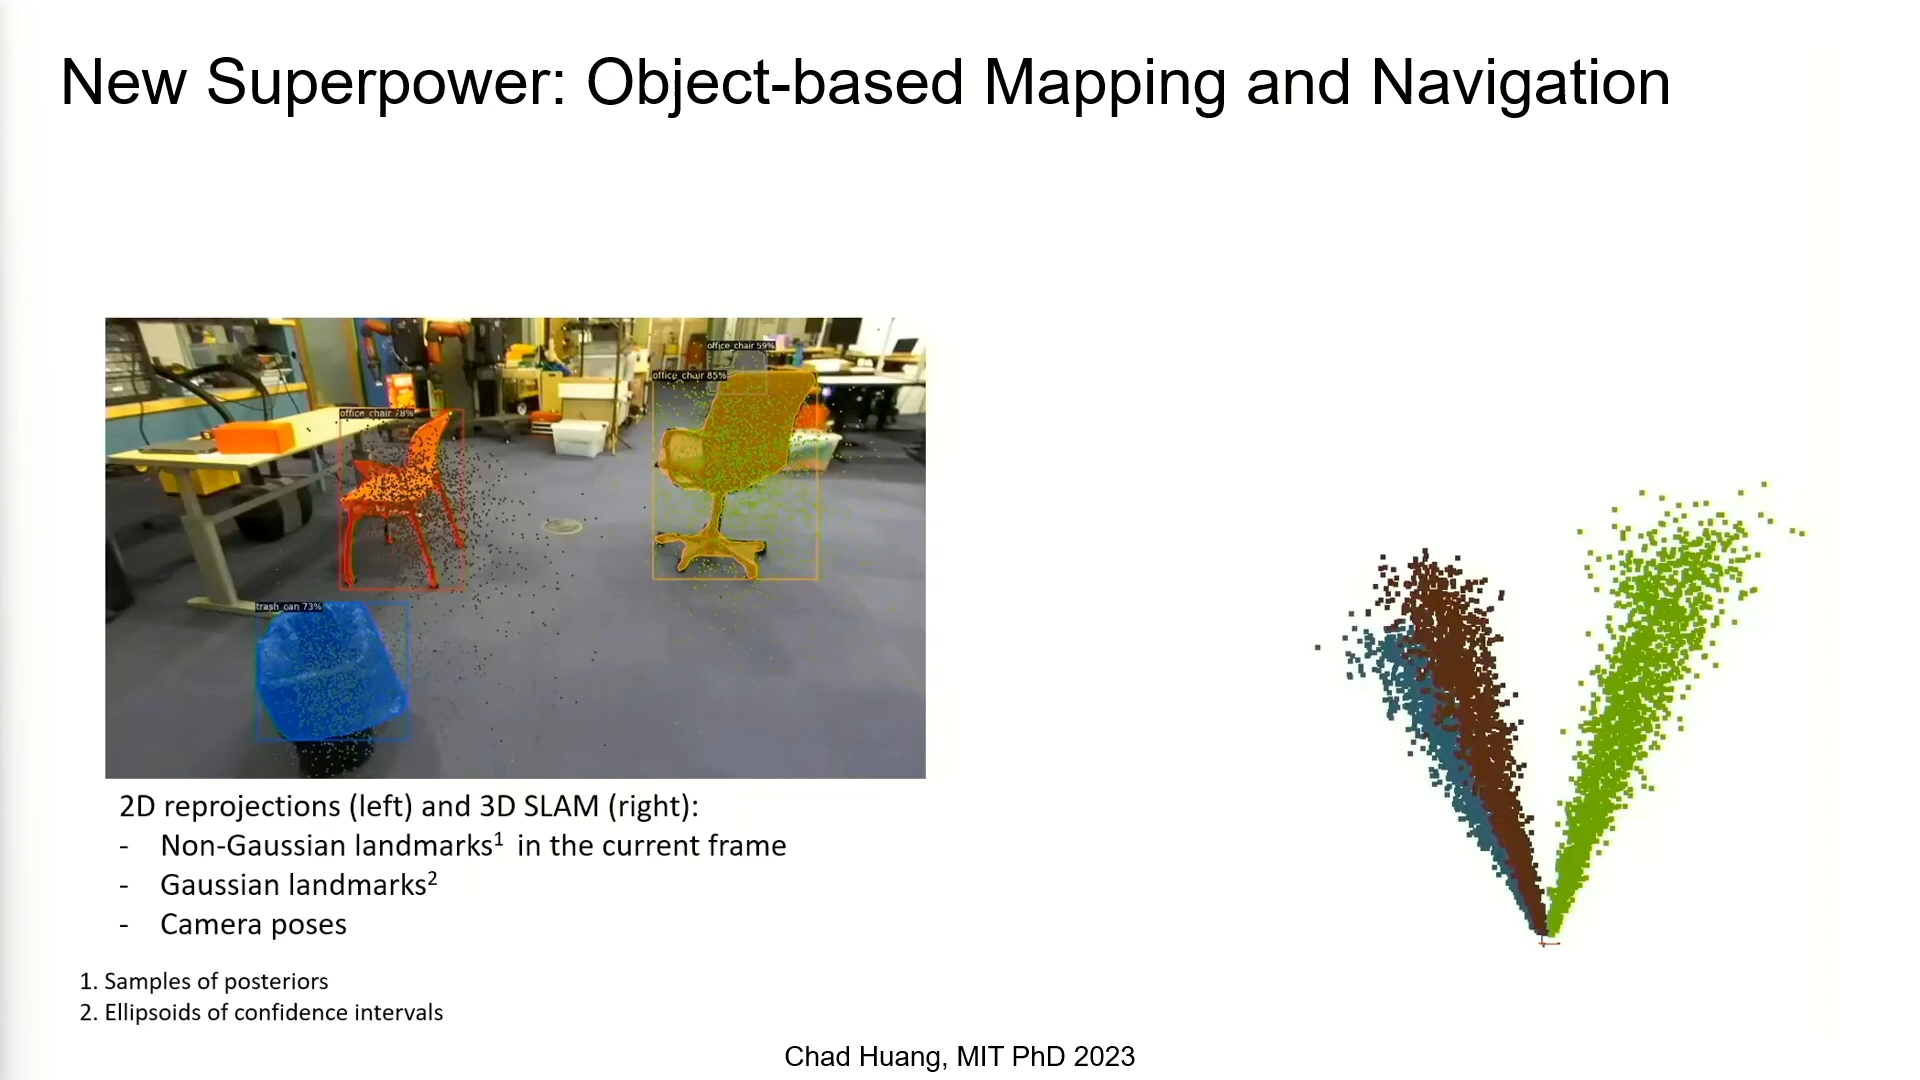 New Superpower: Object-based Mapping and Navigation
office_chair 59%
office_chair 85%
office_chair 78%
trash_can 73%
2D reprojections (left) and 3D SLAM (right):
- Non-Gaussian landmarks¹ in the current frame
- Gaussian landmarks²
- Camera poses
1. Samples of posteriors
2. Ellipsoids of confidence intervals
Chad Huang, MIT PhD 2023